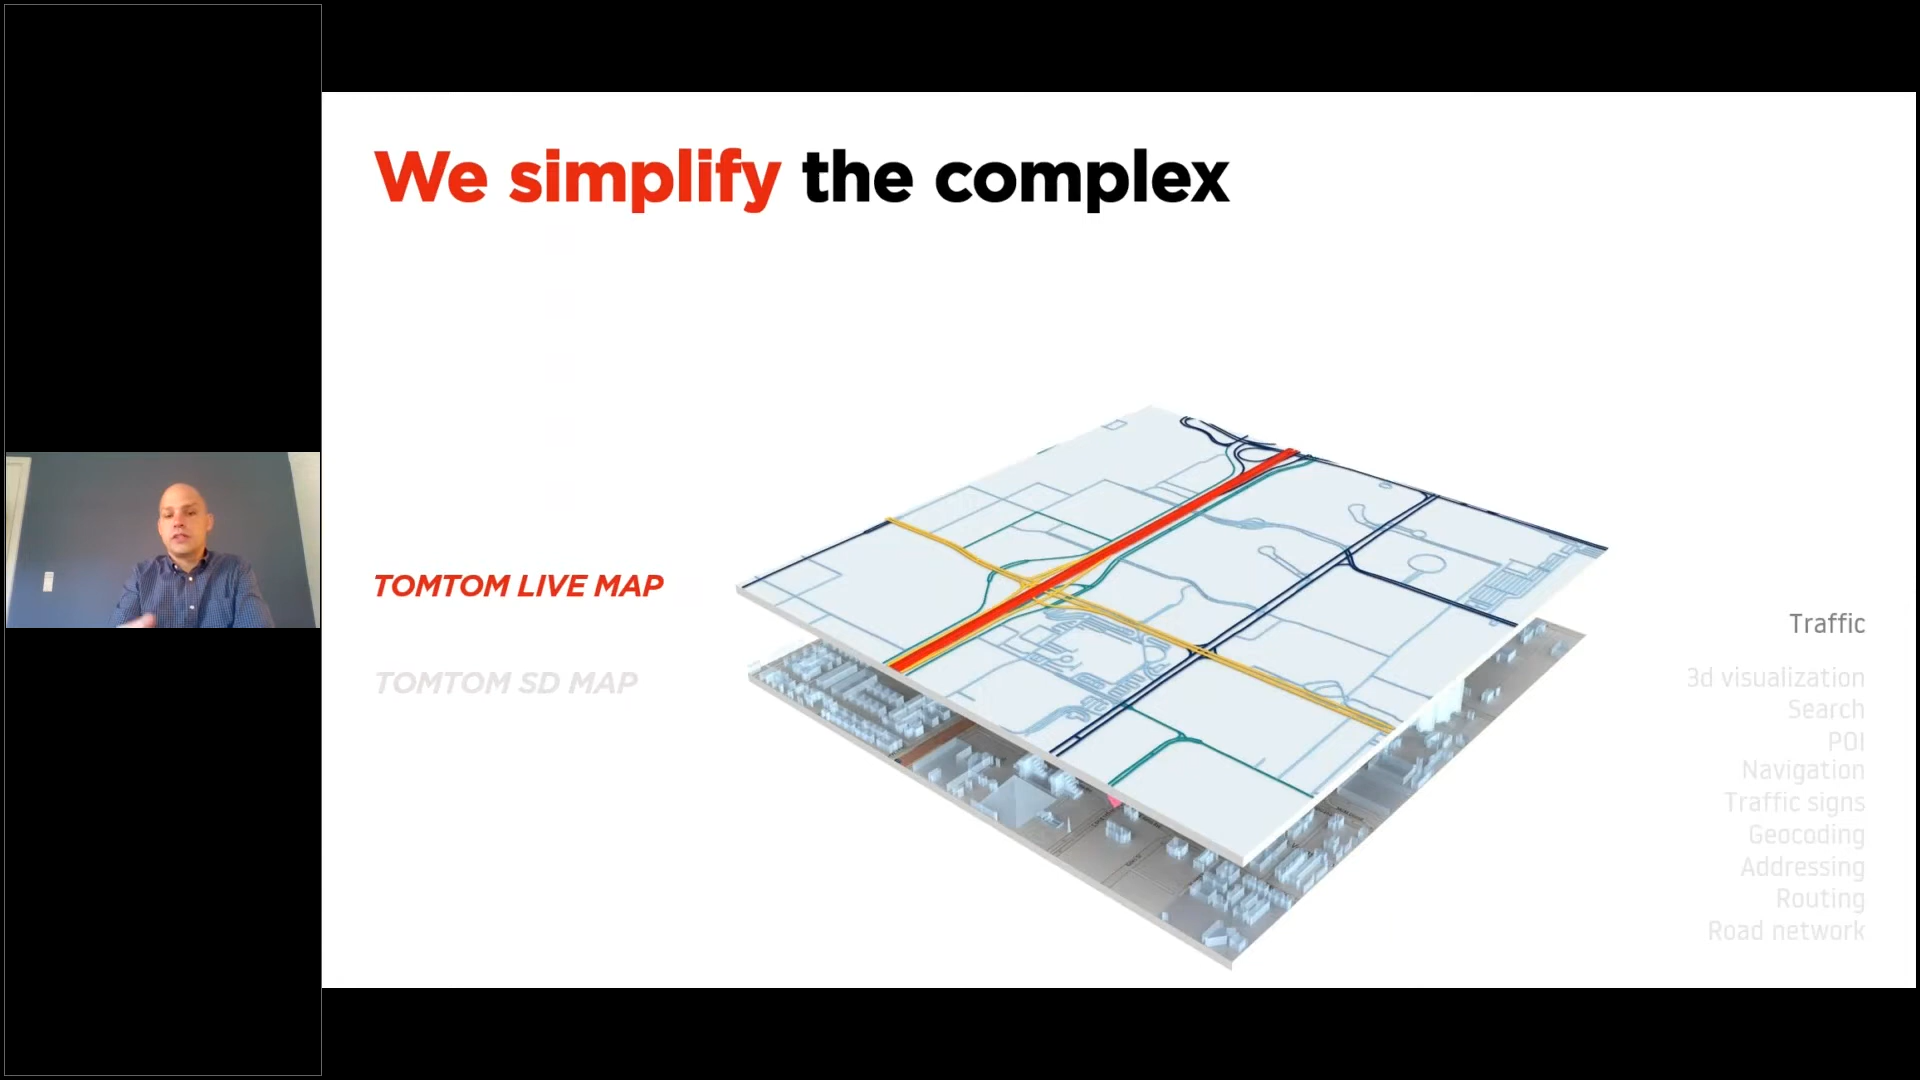 We simplify the complex
TOMTOM LIVE MAP
TOMTOM SD MAP
Traffic
3d visualization
Search
POI
Navigation
Traffic signs
Geocoding
Addressing
Routing
Road network